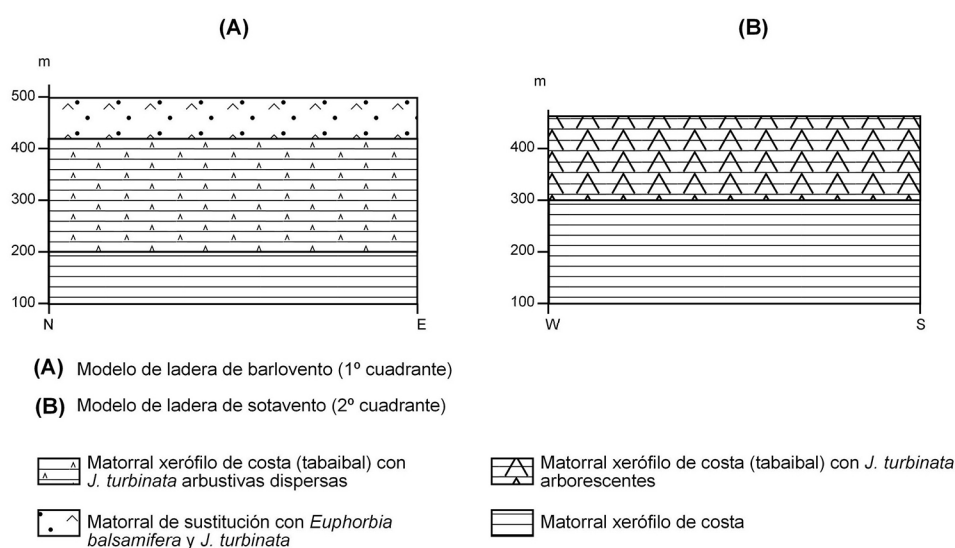 (A)
m
500
400
300
200
100
N
E
(B)
m
400
300
200
100
W
S
(A) Modelo de ladera de barlovento (1º cuadrante)
(B) Modelo de ladera de sotavento (2º cuadrante)
Matorral xerófilo de costa (tabaibal) con
J. turbinata arbustivas dispersas
Matorral de sustitución con Euphorbia
balsamifera y J. turbinata
Matorral xerófilo de costa (tabaibal) con J. turbinata
arborescentes
Matorral xerófilo de costa